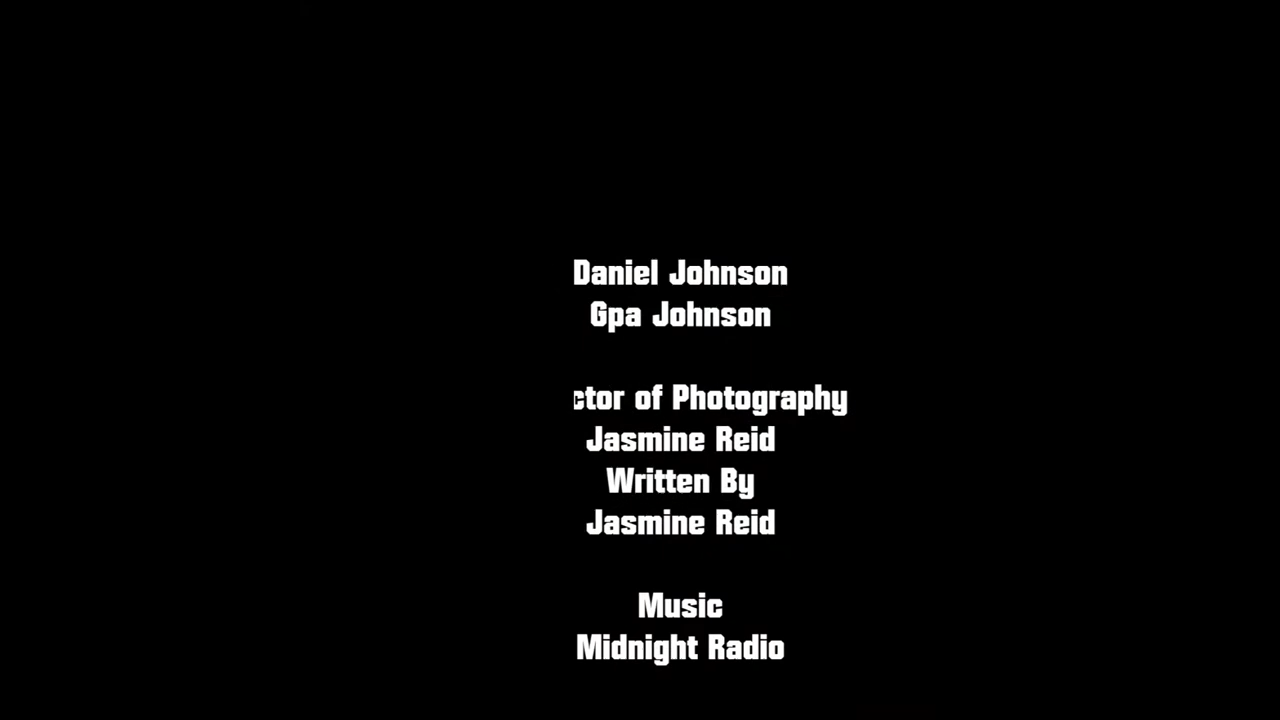 Daniel Johnson
Gpa Johnson
ctor of Photography
Jasmine Reid
Written By
Jasmine Reid
Music
Midnight Radio